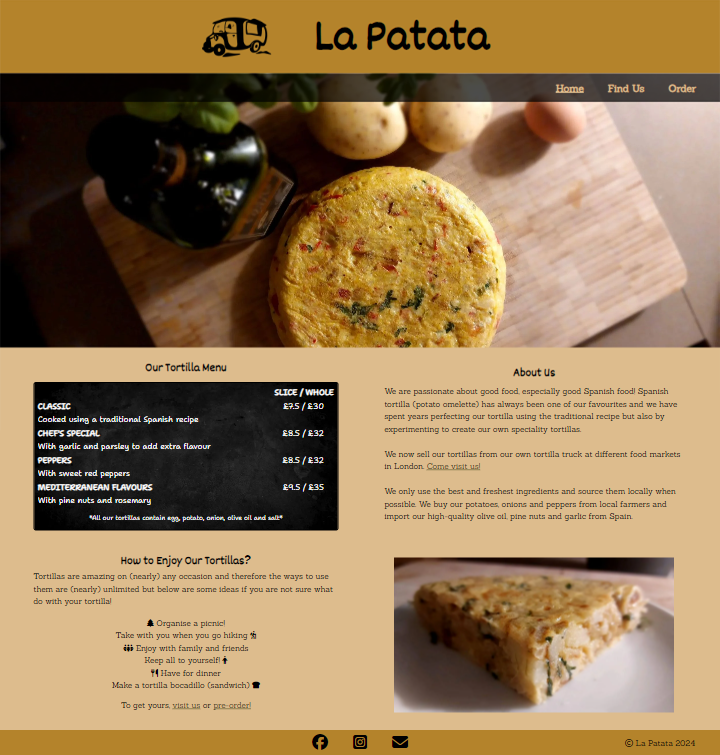 La Patata
Home Find Us Order
Our Tortilla Menu
SLICE / WHOLE
CLASSIC £7.5 / £30
Cooked using a traditional Spanish recipe
CHEF'S SPECIAL £8.5 / £32
With garlic and parsley to add extra flavour
PEPPERS £8.5 / £32
With sweet red peppers
MEDITERRANEAN FLAVOURS £9.5 / £35
With pine nuts and rosemary
*All our tortillas contain egg, potato, onion, olive oil and salt*
About Us
We are passionate about good food, especially good Spanish food! Spanish
tortilla (potato omelette) has always been one of our favourites and we have
spent years perfecting our tortilla using the traditional recipe but also by
experimenting to create our own speciality tortillas.
We now sell our tortillas from our own tortilla truck at different food markets
in London. Come visit us!
We only use the best and freshest ingredients and source them locally when
possible. We buy our potatoes, onions and peppers from local farmers and
import our high-quality olive oil, pine nuts and garlic from Spain.
How to Enjoy Our Tortillas?
Tortillas are amazing on (nearly) any occasion and therefore the ways to use
them are (nearly) unlimited but below are some ideas if you are not sure what
do with your tortilla!
Organise a picnic!
Take with you when you go hiking
Enjoy with family and friends
Keep all to yourself!
Have for dinner
Make a tortilla bocadillo (sandwich)
To get yours, visit us or pre-order!
© La Patata 2024